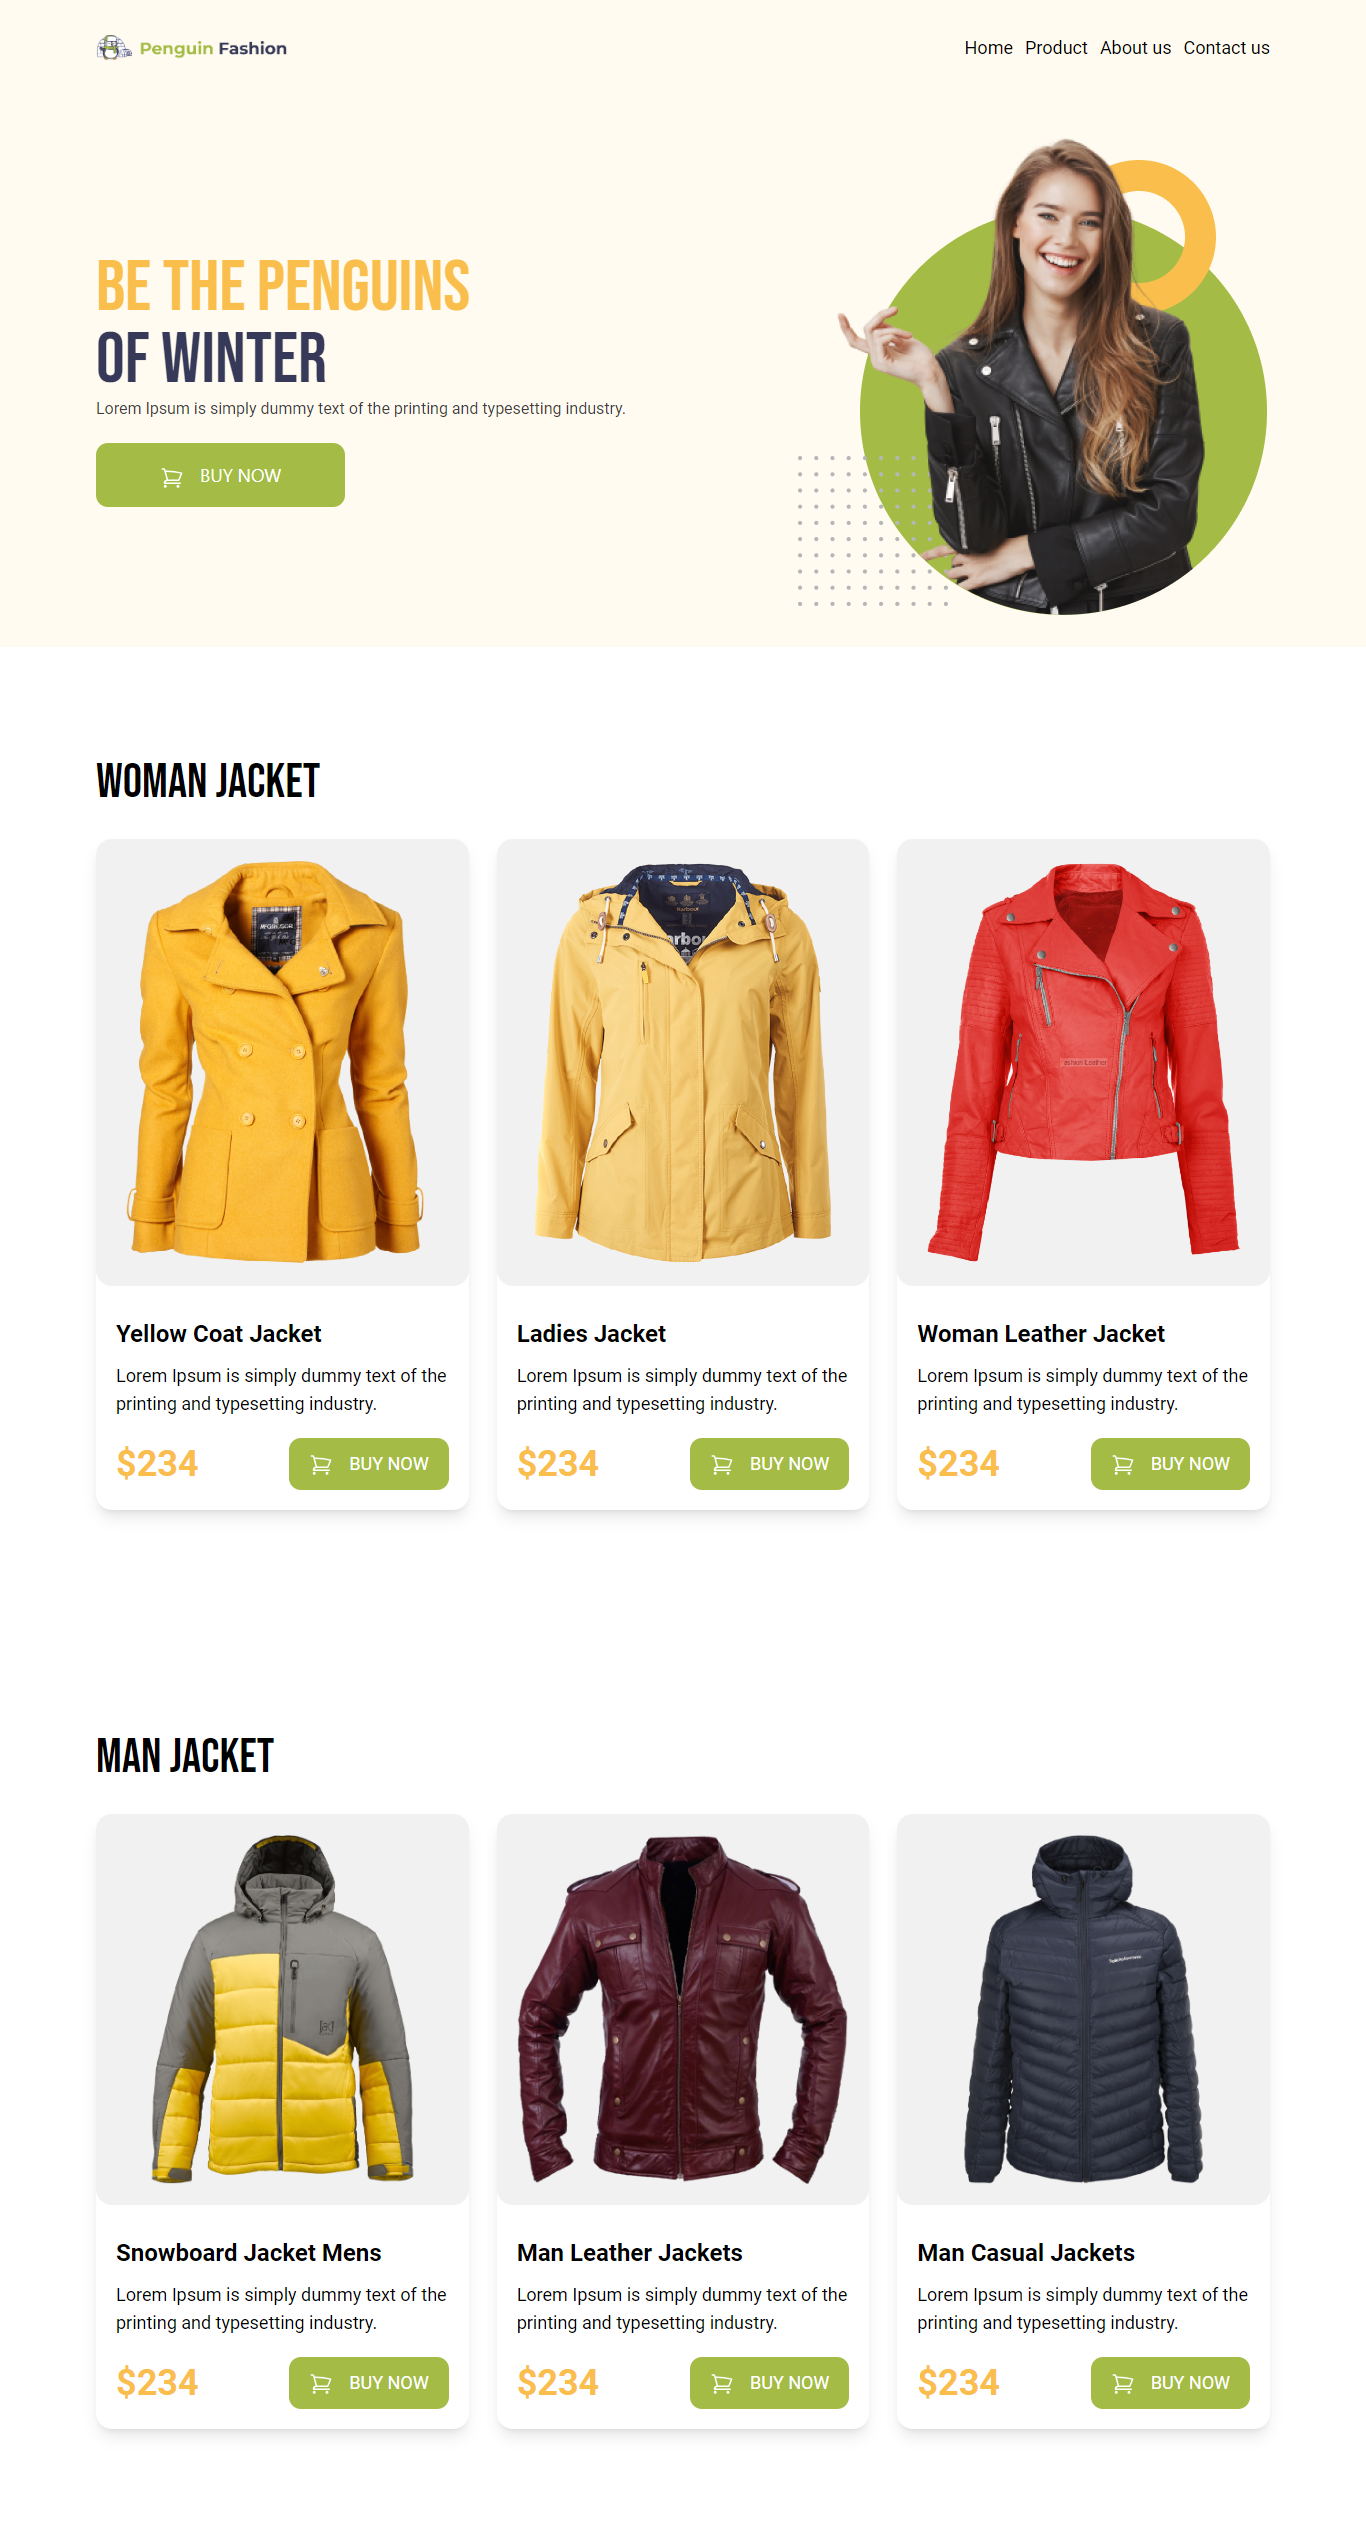 Penguin Fashion
Home Product About us Contact us
BE THE PENGUINS
OF WINTER
Lorem Ipsum is simply dummy text of the printing and typesetting industry.
BUY NOW
WOMAN JACKET
Barbour
Yellow Coat Jacket
Lorem Ipsum is simply dummy text of the
printing and typesetting industry.
$234
BUY NOW
Ladies Jacket
Lorem Ipsum is simply dummy text of the
printing and typesetting industry.
$234
BUY NOW
Woman Leather Jacket
Lorem Ipsum is simply dummy text of the
printing and typesetting industry.
$234
BUY NOW
MAN JACKET
Snowboard Jacket Mens
Lorem Ipsum is simply dummy text of the
printing and typesetting industry.
$234
BUY NOW
Man Leather Jackets
Lorem Ipsum is simply dummy text of the
printing and typesetting industry.
$234
BUY NOW
Man Casual Jackets
Lorem Ipsum is simply dummy text of the
printing and typesetting industry.
$234
BUY NOW